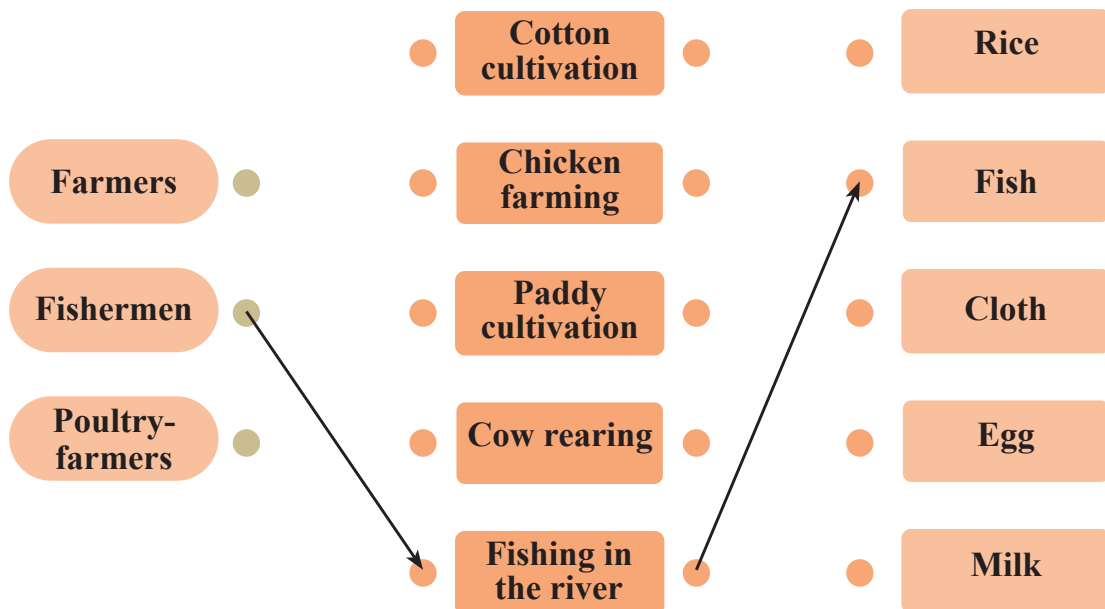 Farmers
Fishermen
Poultry-
farmers
Cotton
cultivation
Chicken
farming
Paddy
cultivation
Cow rearing
Fishing in
the river
Rice
Fish
Cloth
Egg
Milk